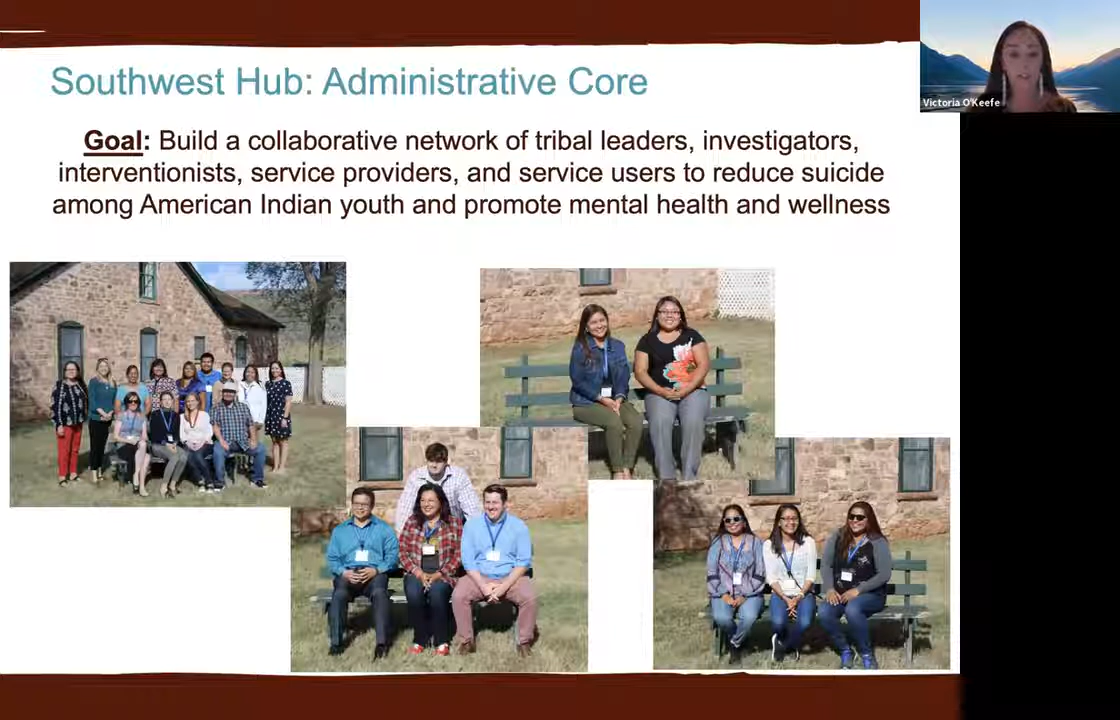 Southwest Hub: Administrative Core
Goal: Build a collaborative network of tribal leaders, investigators,
interventionists, service providers, and service users to reduce suicide
among American Indian youth and promote mental health and wellness
Victoria O'Keefe